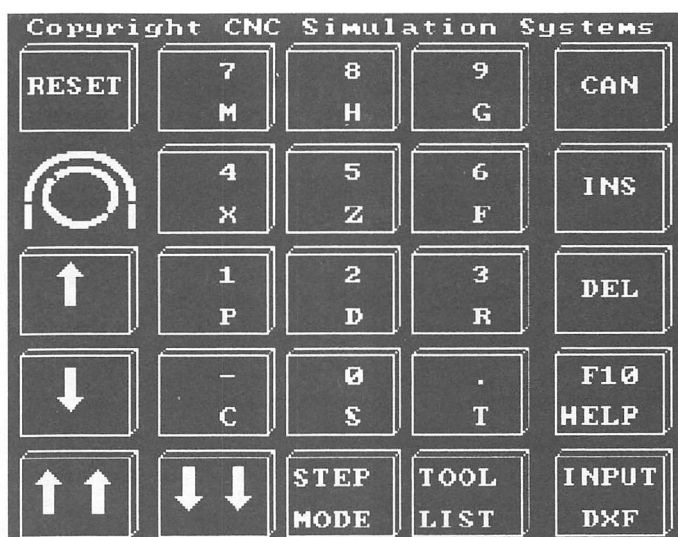 Copyright CNC Simulation Systems
RESET
7
M
8
H
9
G
CAN
4
X
5
Z
6
F
INS
↑
1
P
2
D
3
R
DEL
↓
-
C
0
S
.
T
F10
HELP
↑ ↑
↓ ↓
STEP
MODE
TOOL
LIST
INPUT
DXF